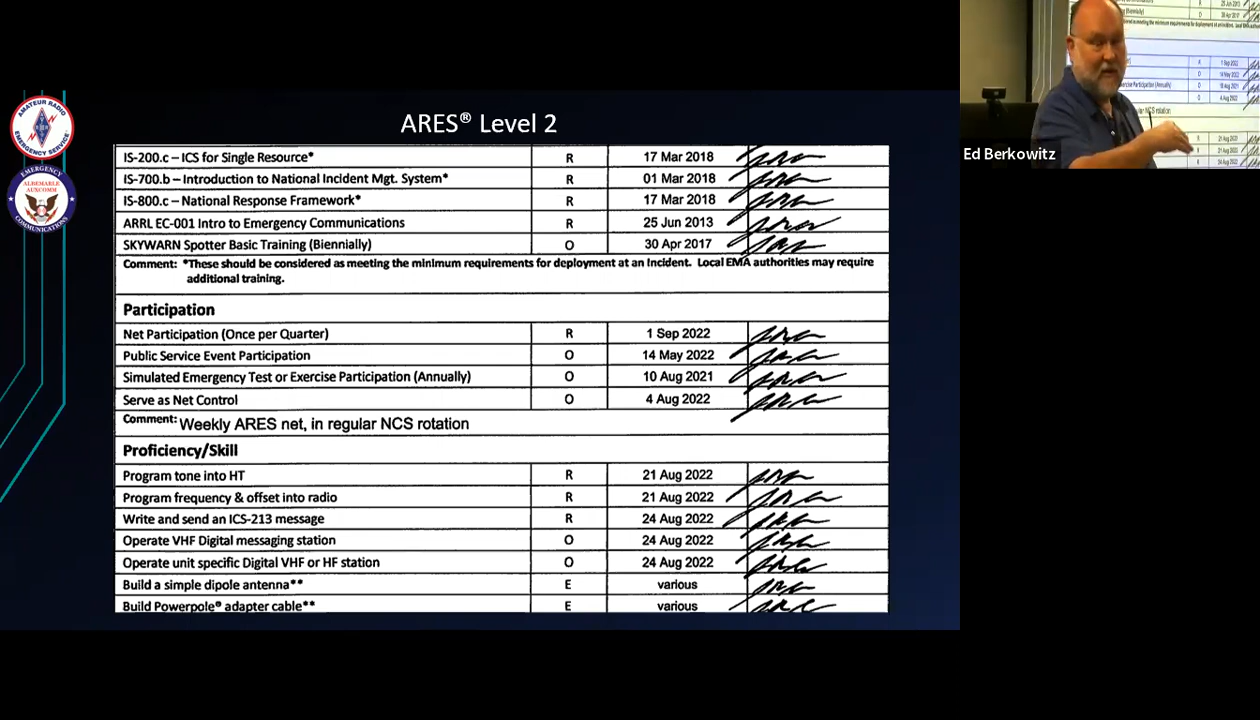 AMATEUR RADIO
EMERGENCY SERVICE
EMERGENCY
ALBEMARLE
AUXCOMM
COMMUNICATIONS
ARES® Level 2
IS-200.c – ICS for Single Resource* R 17 Mar 2018
IS-700.b – Introduction to National Incident Mgt. System* R 01 Mar 2018
IS-800.c – National Response Framework* R 17 Mar 2018
ARRL EC-001 Intro to Emergency Communications R 25 Jun 2013
SKYWARN Spotter Basic Training (Biennially) O 30 Apr 2017
Comment: *These should be considered as meeting the minimum requirements for deployment at an Incident. Local EMA authorities may require
additional training.
Participation
Net Participation (Once per Quarter) R 1 Sep 2022
Public Service Event Participation O 14 May 2022
Simulated Emergency Test or Exercise Participation (Annually) O 10 Aug 2021
Serve as Net Control O 4 Aug 2022
Comment: Weekly ARES net, in regular NCS rotation
Proficiency/Skill
Program tone into HT R 21 Aug 2022
Program frequency & offset into radio R 21 Aug 2022
Write and send an ICS-213 message R 24 Aug 2022
Operate VHF Digital messaging station O 24 Aug 2022
Operate unit specific Digital VHF or HF station O 24 Aug 2022
Build a simple dipole antenna** E various
Build Powerpole® adapter cable** E various
Ed Berkowitz